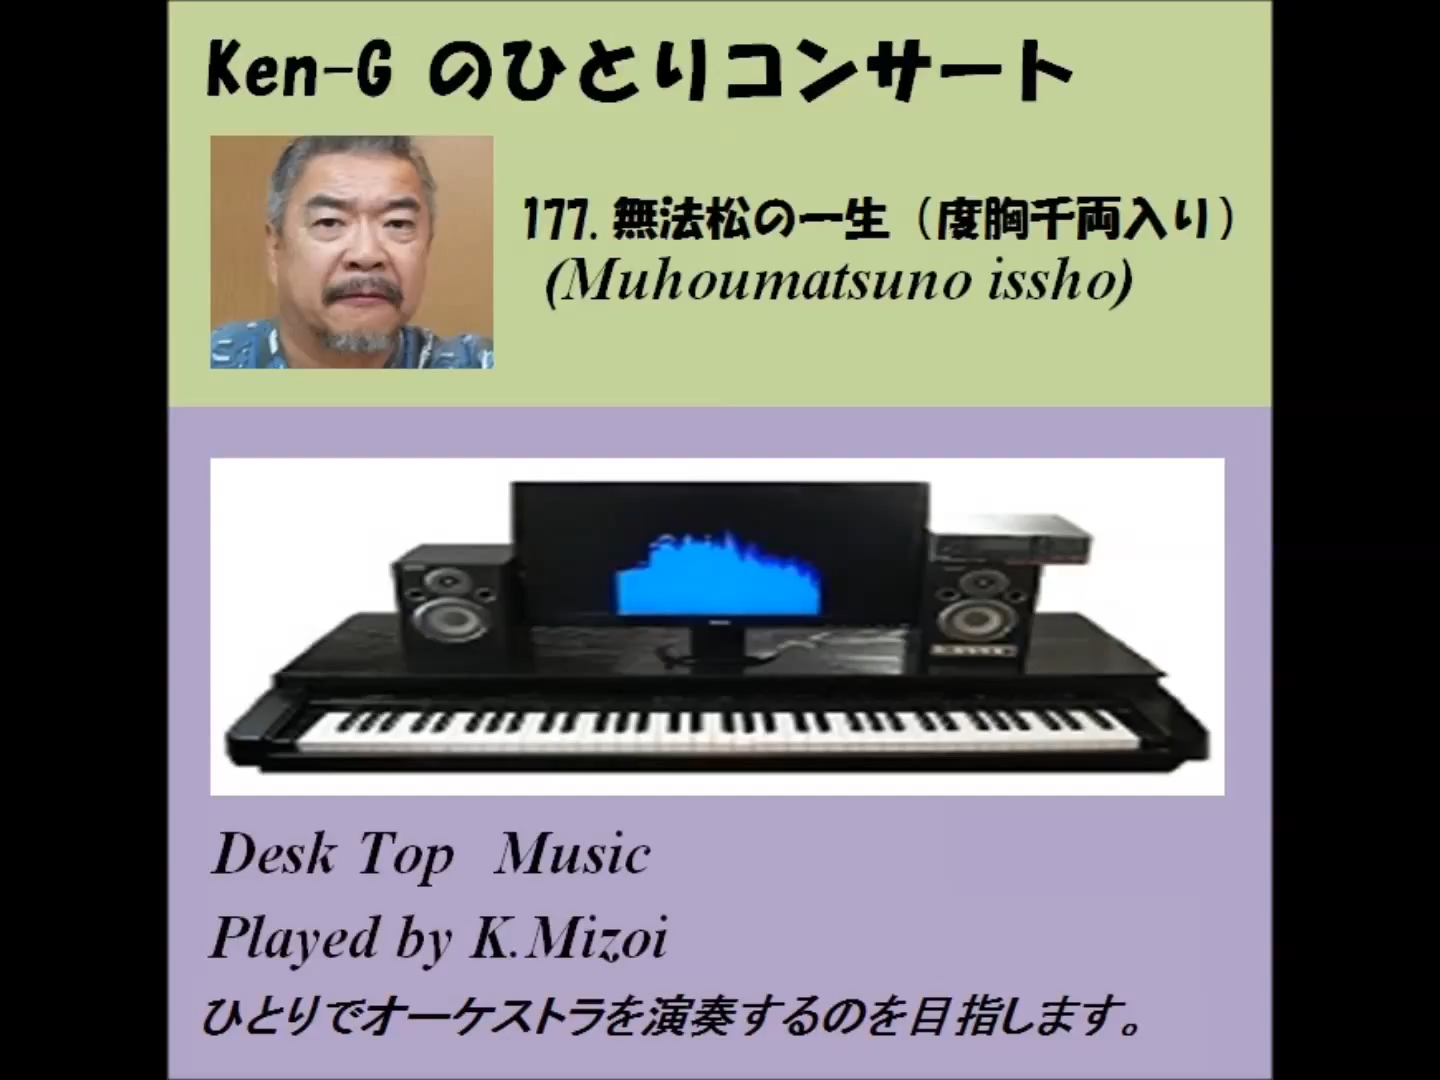 Ken-G のひとりコンサート
177. 無法松の一生（度胸千両入り）
(Muhoumatsuno issho)
Desk Top Music
Played by K.Mizoi
ひとりでオーケストラを演奏するのを目指します。